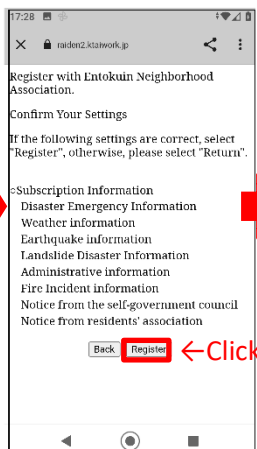 17:28
raiden2.ktaiwork.jp
Register with Entokuin Neighborhood
Association.
Confirm Your Settings
If the following settings are correct, select
"Register", otherwise, please select "Return".
○Subscription Information
Disaster Emergency Information
Weather information
Earthquake information
Landslide Disaster Information
Administrative information
Fire Incident information
Notice from the self-government council
Notice from residents' association
Back Register ←Click